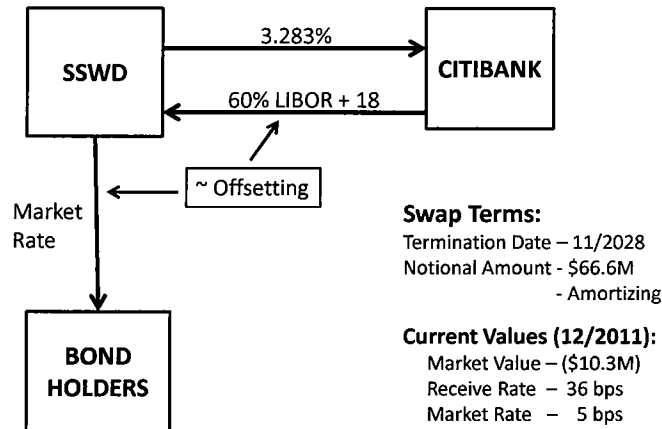 SSWD
3.283%
CITIBANK
60% LIBOR + 18
~ Offsetting
Market
Rate
BOND
HOLDERS
Swap Terms:
Termination Date – 11/2028
Notional Amount - $66.6M
- Amortizing
Current Values (12/2011):
Market Value – ($10.3M)
Receive Rate – 36 bps
Market Rate – 5 bps